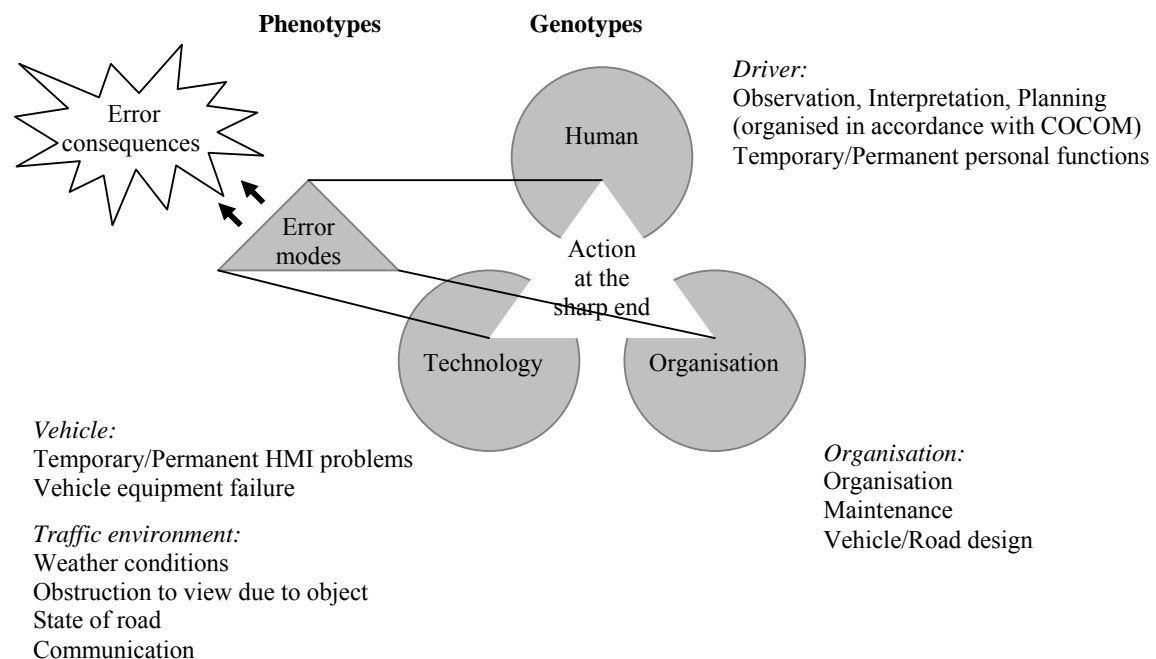 Phenotypes
Genotypes
Error
consequences
Error
modes
Human
Action
at the
sharp end
Technology
Organisation
Driver:
Observation, Interpretation, Planning
(organised in accordance with COCOM)
Temporary/Permanent personal functions
Vehicle:
Temporary/Permanent HMI problems
Vehicle equipment failure
Traffic environment:
Weather conditions
Obstruction to view due to object
State of road
Communication
Organisation:
Organisation
Maintenance
Vehicle/Road design